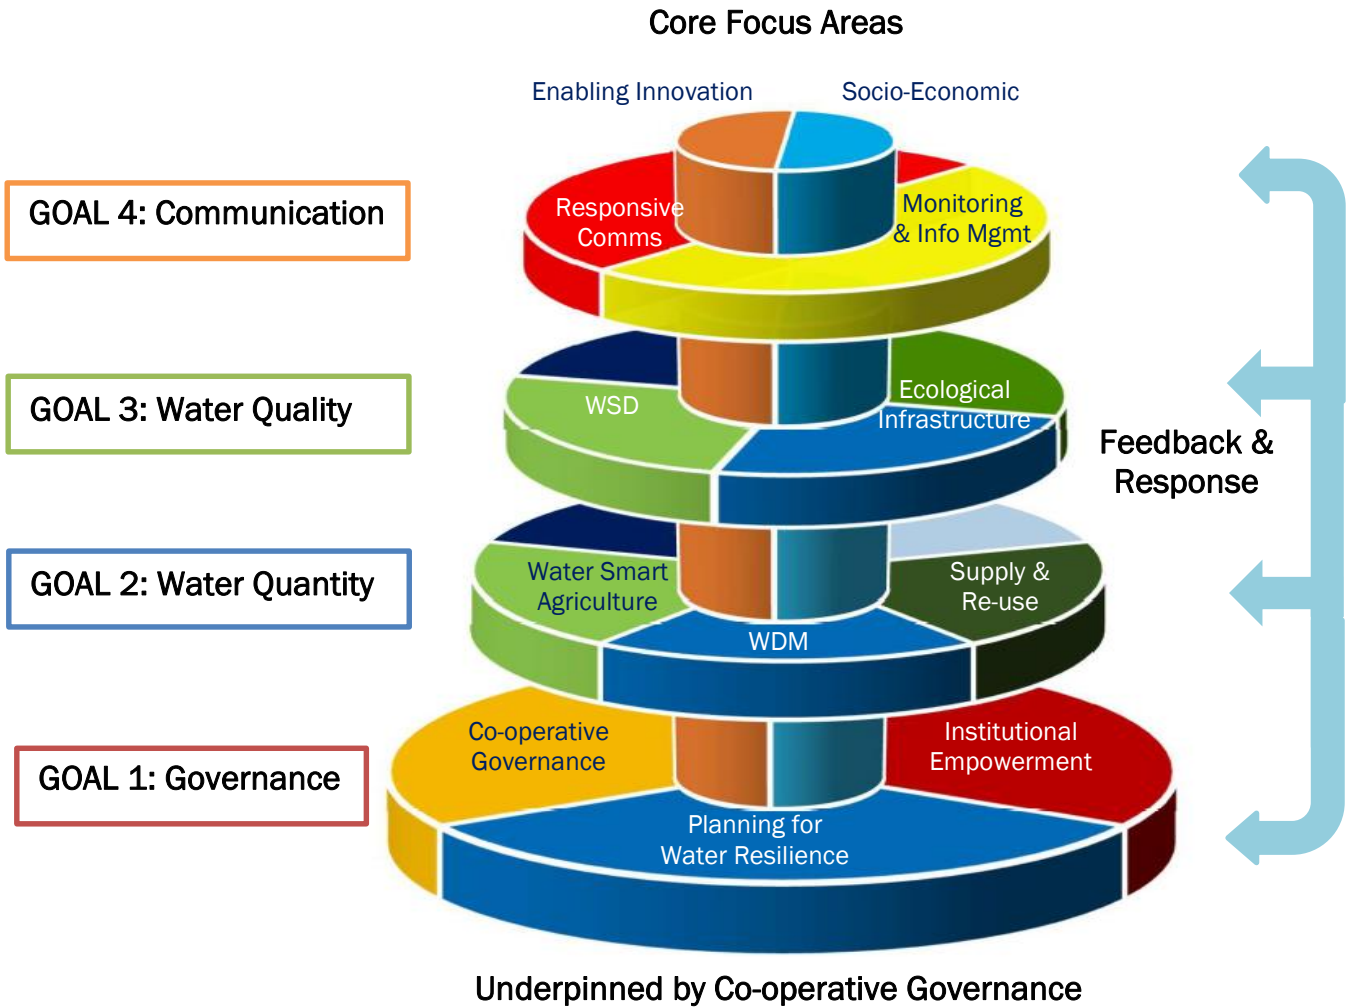 Core Focus Areas
Enabling Innovation
Socio-Economic
GOAL 4: Communication
Responsive
Comms
Monitoring
& Info Mgmt
GOAL 3: Water Quality
WSD
Ecological
Infrastructure
Feedback &
Response
GOAL 2: Water Quantity
Water Smart
Agriculture
Supply &
Re-use
WDM
GOAL 1: Governance
Co-operative
Governance
Institutional
Empowerment
Planning for
Water Resilience
Underpinned by Co-operative Governance